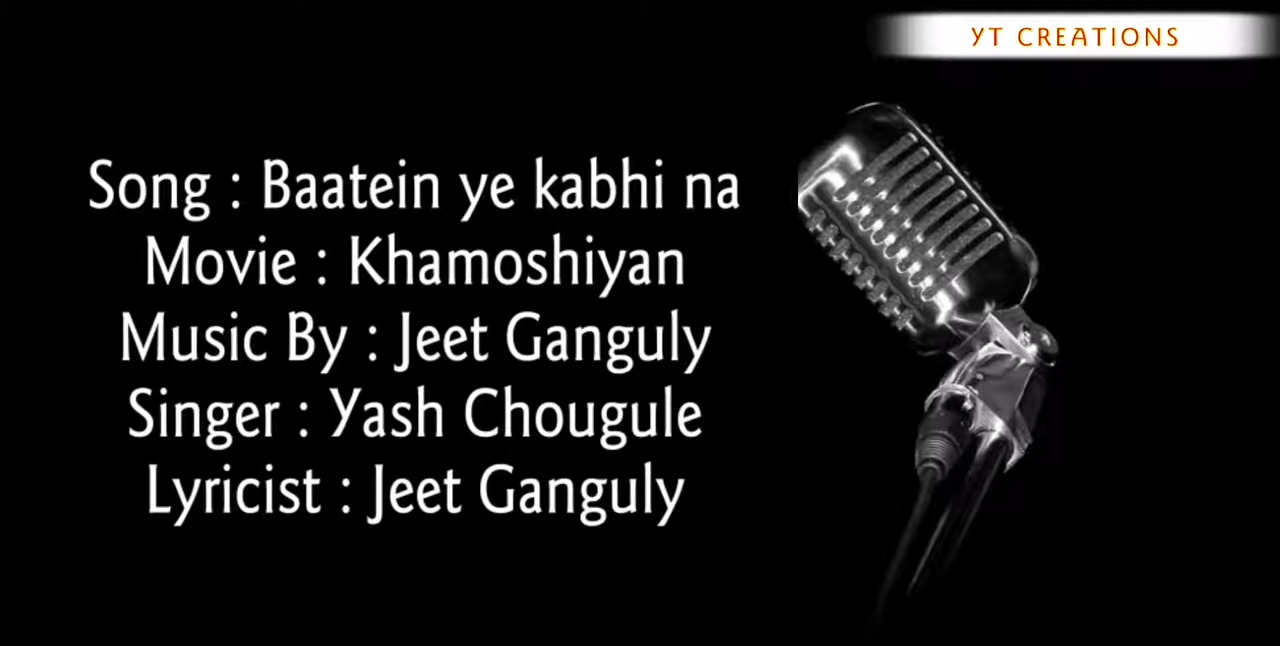 YT CREATIONS
Song : Baatein ye kabhi na
Movie : Khamoshiyan
Music By : Jeet Ganguly
Singer : Yash Chougule
Lyricist : Jeet Ganguly